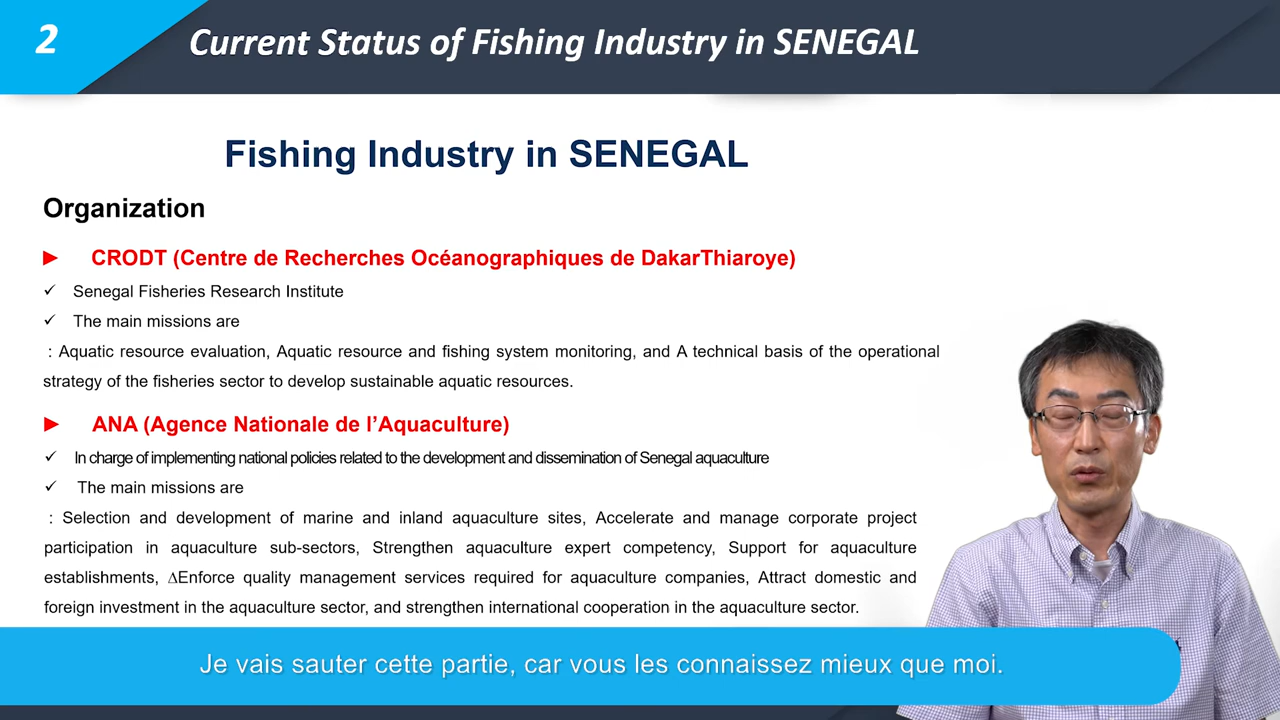 2
Current Status of Fishing Industry in SENEGAL
Fishing Industry in SENEGAL
Organization
► CRODT (Centre de Recherches Océanographiques de DakarThiaroye)
✓ Senegal Fisheries Research Institute
✓ The main missions are
: Aquatic resource evaluation, Aquatic resource and fishing system monitoring, and A technical basis of the operational
strategy of the fisheries sector to develop sustainable aquatic resources.
► ANA (Agence Nationale de l’Aquaculture)
✓ In charge of implementing national policies related to the development and dissemination of Senegal aquaculture
✓ The main missions are
: Selection and development of marine and inland aquaculture sites, Accelerate and manage corporate project
participation in aquaculture sub-sectors, Strengthen aquaculture expert competency, Support for aquaculture
establishments, ∆Enforce quality management services required for aquaculture companies, Attract domestic and
foreign investment in the aquaculture sector, and strengthen international cooperation in the aquaculture sector.
Je vais sauter cette partie, car vous les connaissez mieux que moi.